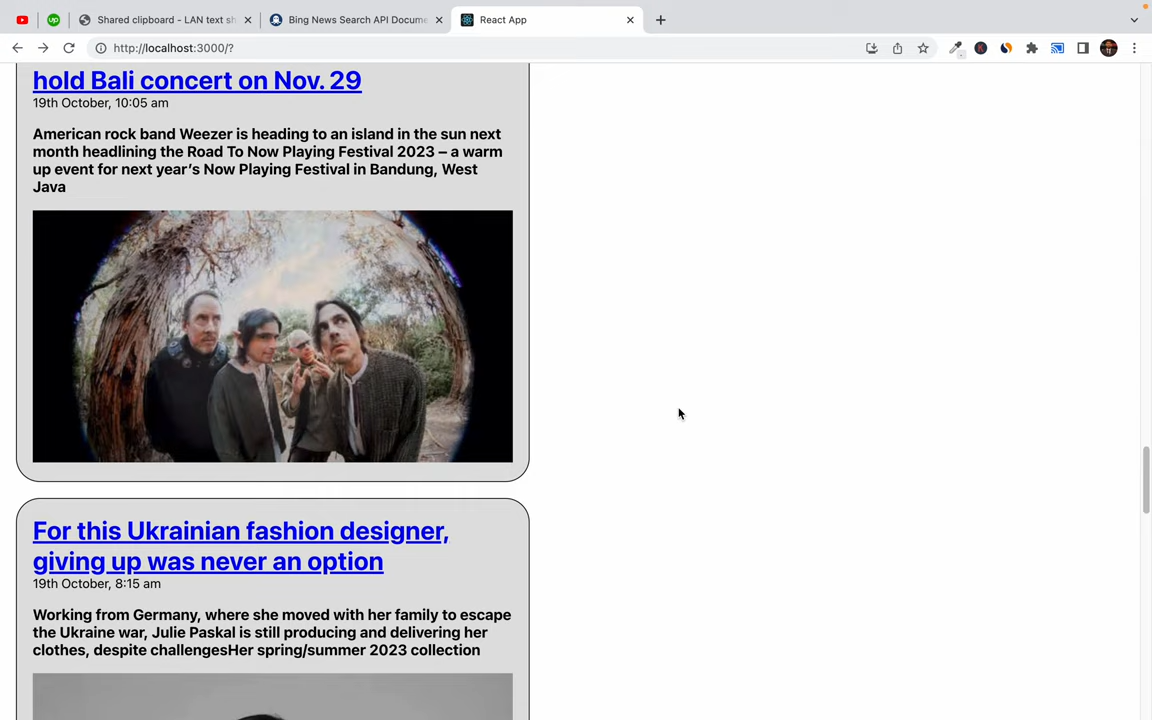 Shared clipboard - LAN text sh
Bing News Search API Docume
React App
http://localhost:3000/?
hold Bali concert on Nov. 29
19th October, 10:05 am
American rock band Weezer is heading to an island in the sun next
month headlining the Road To Now Playing Festival 2023 – a warm
up event for next year’s Now Playing Festival in Bandung, West
Java
For this Ukrainian fashion designer,
giving up was never an option
19th October, 8:15 am
Working from Germany, where she moved with her family to escape
the Ukraine war, Julie Paskal is still producing and delivering her
clothes, despite challengesHer spring/summer 2023 collection